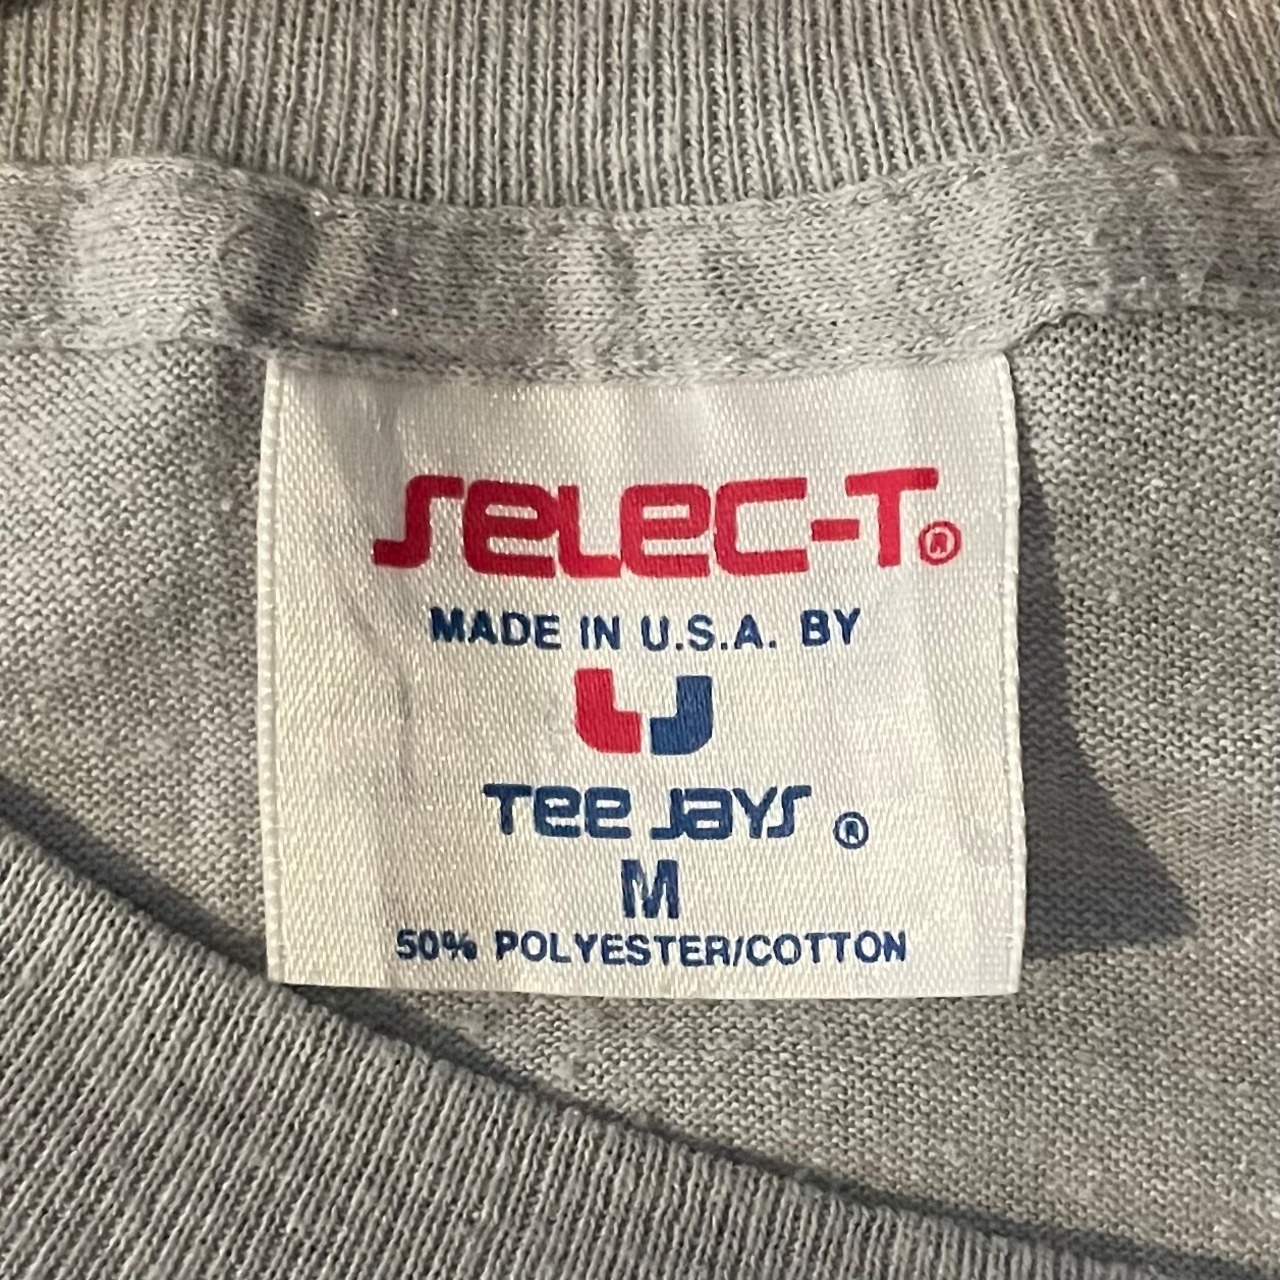 SELEC-T®
MADE IN U.S.A. BY
TEE JAYS ®
M
50% POLYESTER/COTTON